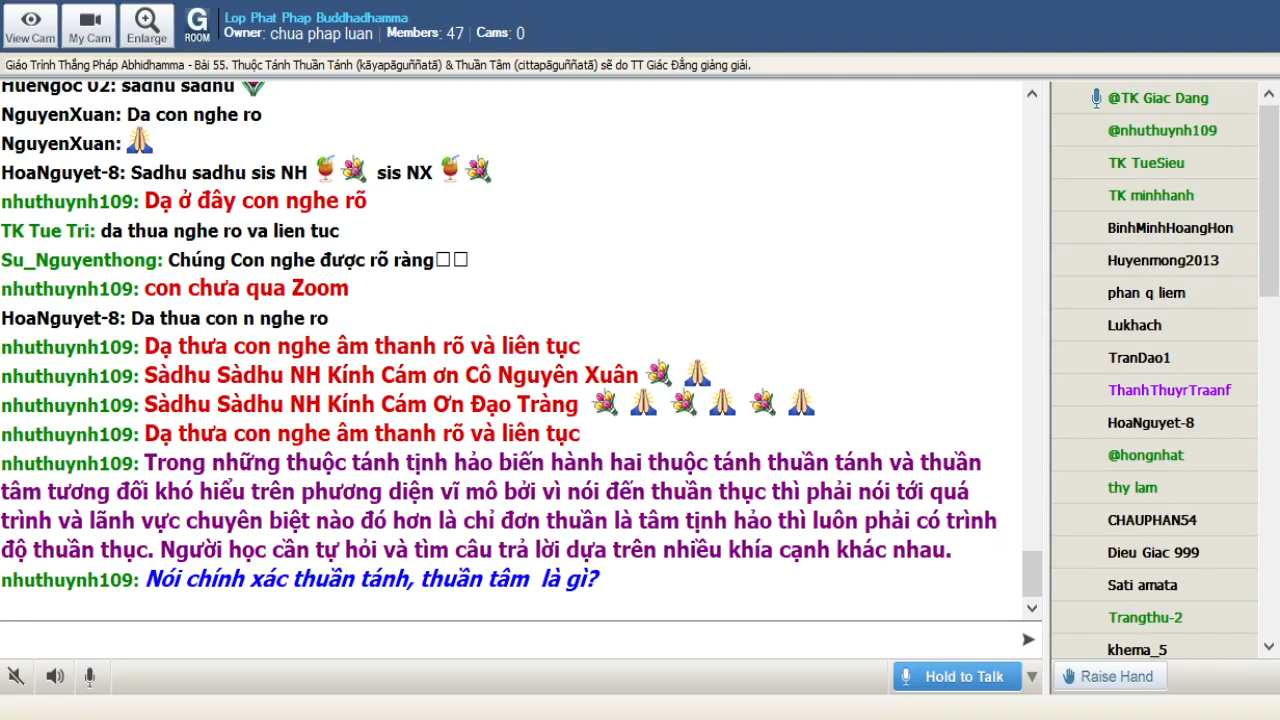 Lop Phat Phap Buddhadhamma
View Cam
My Cam
Enlarge
G ROOM
Owner: chua phap luan | Members: 47 | Cams: 0
Giáo Trình Thắng Pháp Abhidhamma - Bài 55. Thuộc Tánh Thuần Tánh (kāyapāguññatā) & Thuần Tâm (cittapāguññatā) sẽ do TT Giác Đẳng giảng giải.
HueNgoc 02: sadhu sadhu
NguyenXuan: Da con nghe ro
NguyenXuan:
HoaNguyet-8: Sadhu sadhu sis NH sis NX
nhuthuynh109: Dạ ở đây con nghe rõ
TK Tue Tri: da thua nghe ro va lien tuc
Su_Nguyenthong: Chúng Con nghe được rõ ràng□□
nhuthuynh109: con chưa qua Zoom
HoaNguyet-8: Da thua con n nghe ro
nhuthuynh109: Dạ thưa con nghe âm thanh rõ và liên tục
nhuthuynh109: Sàdhu Sàdhu NH Kính Cám ơn Cô Nguyên Xuân
nhuthuynh109: Sàdhu Sàdhu NH Kính Cám Ơn Đạo Tràng
nhuthuynh109: Dạ thưa con nghe âm thanh rõ và liên tục
nhuthuynh109: Trong những thuộc tánh tịnh hảo biến hành hai thuộc tánh thuần tánh và thuần
tâm tương đối khó hiểu trên phương diện vĩ mô bởi vì nói đến thuần thục thì phải nói tới quá
trình và lãnh vực chuyên biệt nào đó hơn là chỉ đơn thuần là tâm tịnh hảo thì luôn phải có trình
độ thuần thục. Người học cần tự hỏi và tìm câu trả lời dựa trên nhiều khía cạnh khác nhau.
nhuthuynh109: Nói chính xác thuần tánh, thuần tâm là gì?
Hold to Talk
@TK Giac Dang
@nhuthuynh109
TK TueSieu
TK minhhanh
BinhMinhHoangHon
Huyenmong2013
phan q liem
Lukhach
TranDao1
ThanhThuyrTraanf
HoaNguyet-8
@hongnhat
thy lam
CHAUPHAN54
Dieu Giac 999
Sati amata
Trangthu-2
khema_5
Raise Hand